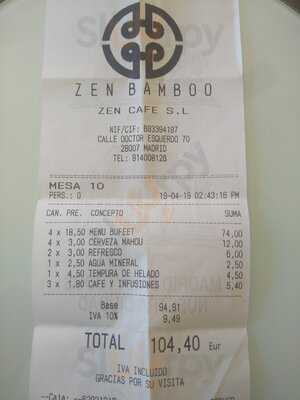 ZEN BAMBOO
ZEN CAFE S.L
NIF/CIF: B83394197
CALLE DOCTOR ESQUERDO 70
28007 MADRID
TEL: 914008128
MESA 10
PERS.: 0 19-04-19 02:43:16 PM
CAN. PRE. CONCEPTO SUMA
4 x 18,50 MENU BUFEET 74,00
4 x 3,00 CERVEZA MAHOU 12,00
2 x 3,00 REFRESCO 6,00
1 x 2,50 AGUA MINERAL 2,50
1 x 4,50 TEMPURA DE HELADO 4,50
3 x 1,80 CAFE Y INFUSIONES 5,40
Base 94,91
IVA 10% 9,49
TOTAL 104,40 Eur
IVA INCLUIDO
GRACIAS POR SU VISITA